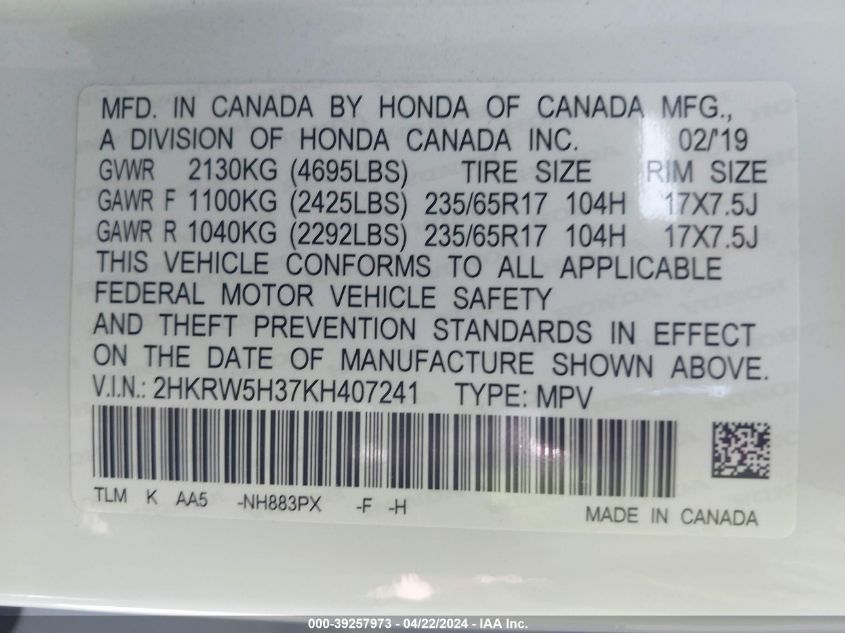 MFD. IN CANADA BY HONDA OF CANADA MFG.,
A DIVISION OF HONDA CANADA INC. 02/'19
GVWR 2130KG (4695LBS) TIRE SIZE RIM SIZE
GAWR F 1100KG (2425LBS) 235/65R17 104H 17X7.5J
GAWR R 1040KG (2292LBS) 235/65R17 104H 17X7.5J
THIS VEHICLE CONFORMS TO ALL APPLICABLE
FEDERAL MOTOR VEHICLE SAFETY
AND THEFT PREVENTION STANDARDS IN EFFECT
ON THE DATE OF MANUFACTURE SHOWN ABOVE.
V.I.N.: 2HKRW5H37KH407241 TYPE: MPV
TLM K AA5 -NH883PX -F -H
MADE IN CANADA
000-39257973 - 04/22/2024 - IAA Inc.